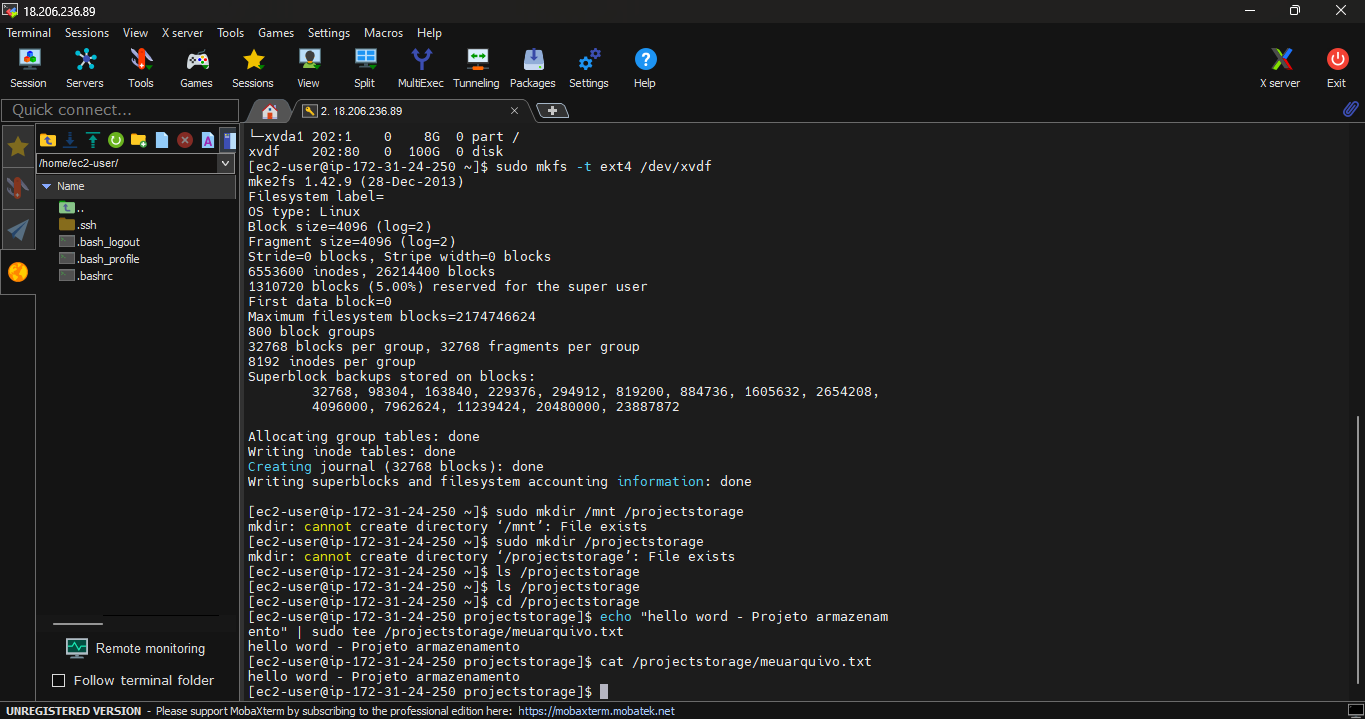 18.206.236.89
Terminal Sessions View X server Tools Games Settings Macros Help
Session Servers Tools Games Sessions View Split MultiExec Tunneling Packages Settings Help X server Exit
Quick connect...
2. 18.206.236.89
/home/ec2-user/
Name
..
.ssh
.bash_logout
.bash_profile
.bashrc
Remote monitoring
Follow terminal folder
└─xvda1 202:1    0    8G  0 part /
xvdf    202:80   0  100G  0 disk
[ec2-user@ip-172-31-24-250 ~]$ sudo mkfs -t ext4 /dev/xvdf
mke2fs 1.42.9 (28-Dec-2013)
Filesystem label=
OS type: Linux
Block size=4096 (log=2)
Fragment size=4096 (log=2)
Stride=0 blocks, Stripe width=0 blocks
6553600 inodes, 26214400 blocks
1310720 blocks (5.00%) reserved for the super user
First data block=0
Maximum filesystem blocks=2174746624
800 block groups
32768 blocks per group, 32768 fragments per group
8192 inodes per group
Superblock backups stored on blocks:
32768, 98304, 163840, 229376, 294912, 819200, 884736, 1605632, 2654208,
4096000, 7962624, 11239424, 20480000, 23887872
Allocating group tables: done
Writing inode tables: done
Creating journal (32768 blocks): done
Writing superblocks and filesystem accounting information: done
[ec2-user@ip-172-31-24-250 ~]$ sudo mkdir /mnt /projectstorage
mkdir: cannot create directory ‘/mnt’: File exists
[ec2-user@ip-172-31-24-250 ~]$ sudo mkdir /projectstorage
mkdir: cannot create directory ‘/projectstorage’: File exists
[ec2-user@ip-172-31-24-250 ~]$ ls /projectstorage
[ec2-user@ip-172-31-24-250 ~]$ ls /projectstorage
[ec2-user@ip-172-31-24-250 ~]$ cd /projectstorage
[ec2-user@ip-172-31-24-250 projectstorage]$ echo "hello word - Projeto armazenam
ento" | sudo tee /projectstorage/meuarquivo.txt
hello word - Projeto armazenamento
[ec2-user@ip-172-31-24-250 projectstorage]$ cat /projectstorage/meuarquivo.txt
hello word - Projeto armazenamento
[ec2-user@ip-172-31-24-250 projectstorage]$
UNREGISTERED VERSION - Please support MobaXterm by subscribing to the professional edition here: https://mobaxterm.mobatek.net